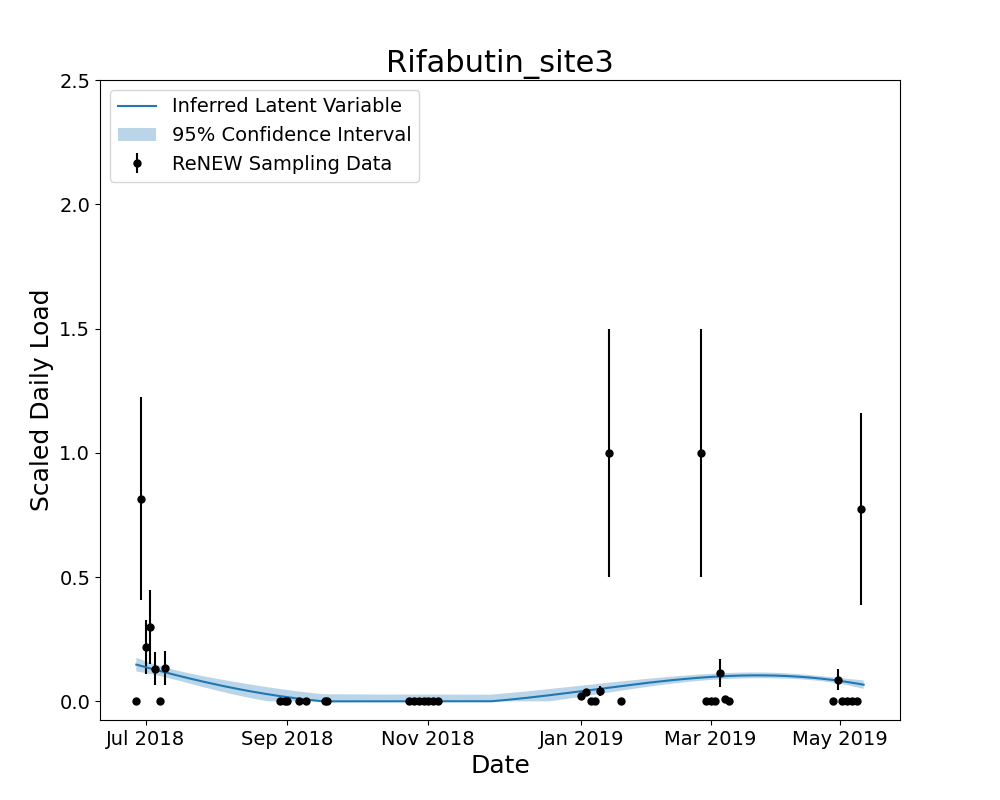 Rifabutin_site3
2.5
2.0
1.5
1.0
0.5
0.0
Scaled Daily Load
Inferred Latent Variable
95% Confidence Interval
ReNEW Sampling Data
Jul 2018
Sep 2018
Nov 2018
Jan 2019
Mar 2019
May 2019
Date